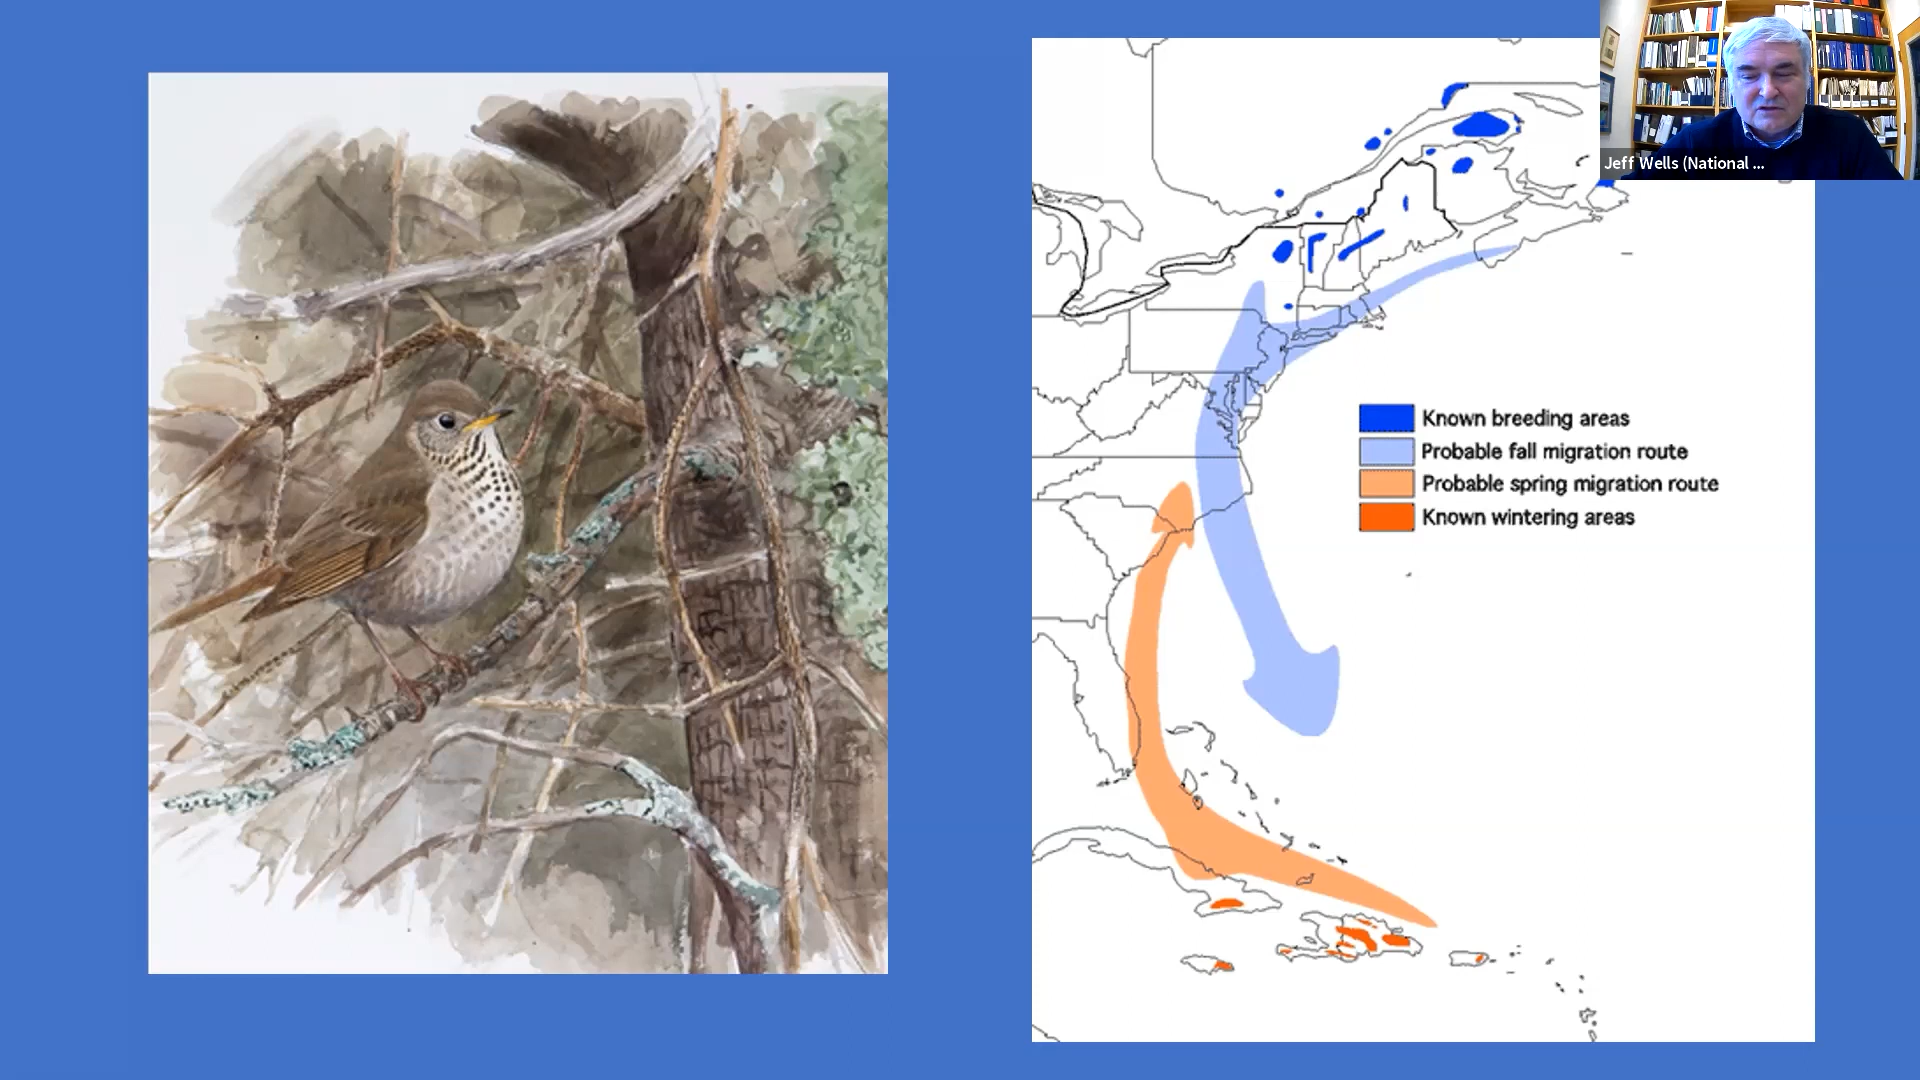 Jeff Wells (National ...
Known breeding areas
Probable fall migration route
Probable spring migration route
Known wintering areas